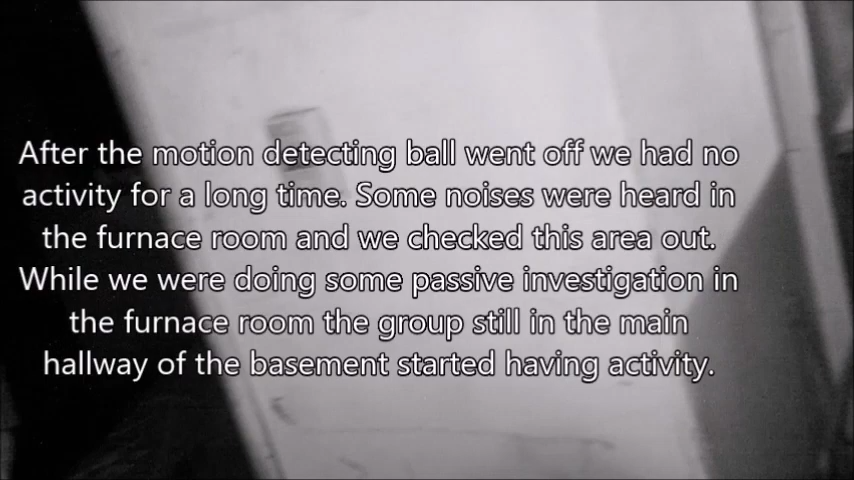 After the motion detecting ball went off we had no
activity for a long time. Some noises were heard in
the furnace room and we checked this area out.
While we were doing some passive investigation in
the furnace room the group still in the main
hallway of the basement started having activity.